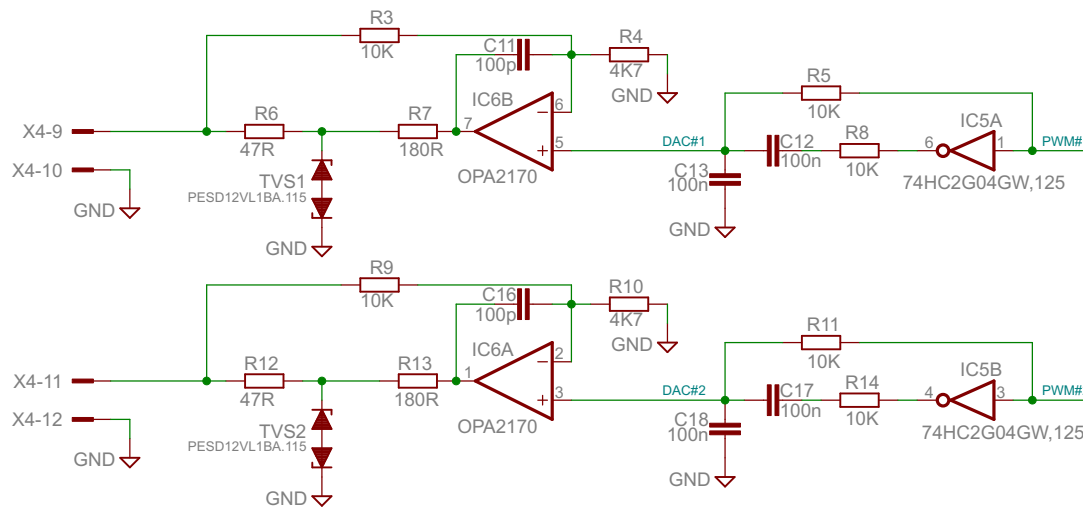 R3
10K
C11
100p
R4
4K7
GND
R5
10K
X4-9
R6
47R
R7
180R
7
IC6B
6
5
OPA2170
DAC#1
C12
100n
R8
10K
6
IC5A
1
PWM#
74HC2G04GW,125
C13
100n
GND
X4-10
GND
TVS1
PESD12VL1BA.115
GND
R9
10K
C16
100p
R10
4K7
GND
R11
10K
X4-11
R12
47R
R13
180R
1
IC6A
2
3
OPA2170
DAC#2
C17
100n
R14
10K
4
IC5B
3
PWM#
74HC2G04GW,125
C18
100n
GND
X4-12
GND
TVS2
PESD12VL1BA.115
GND